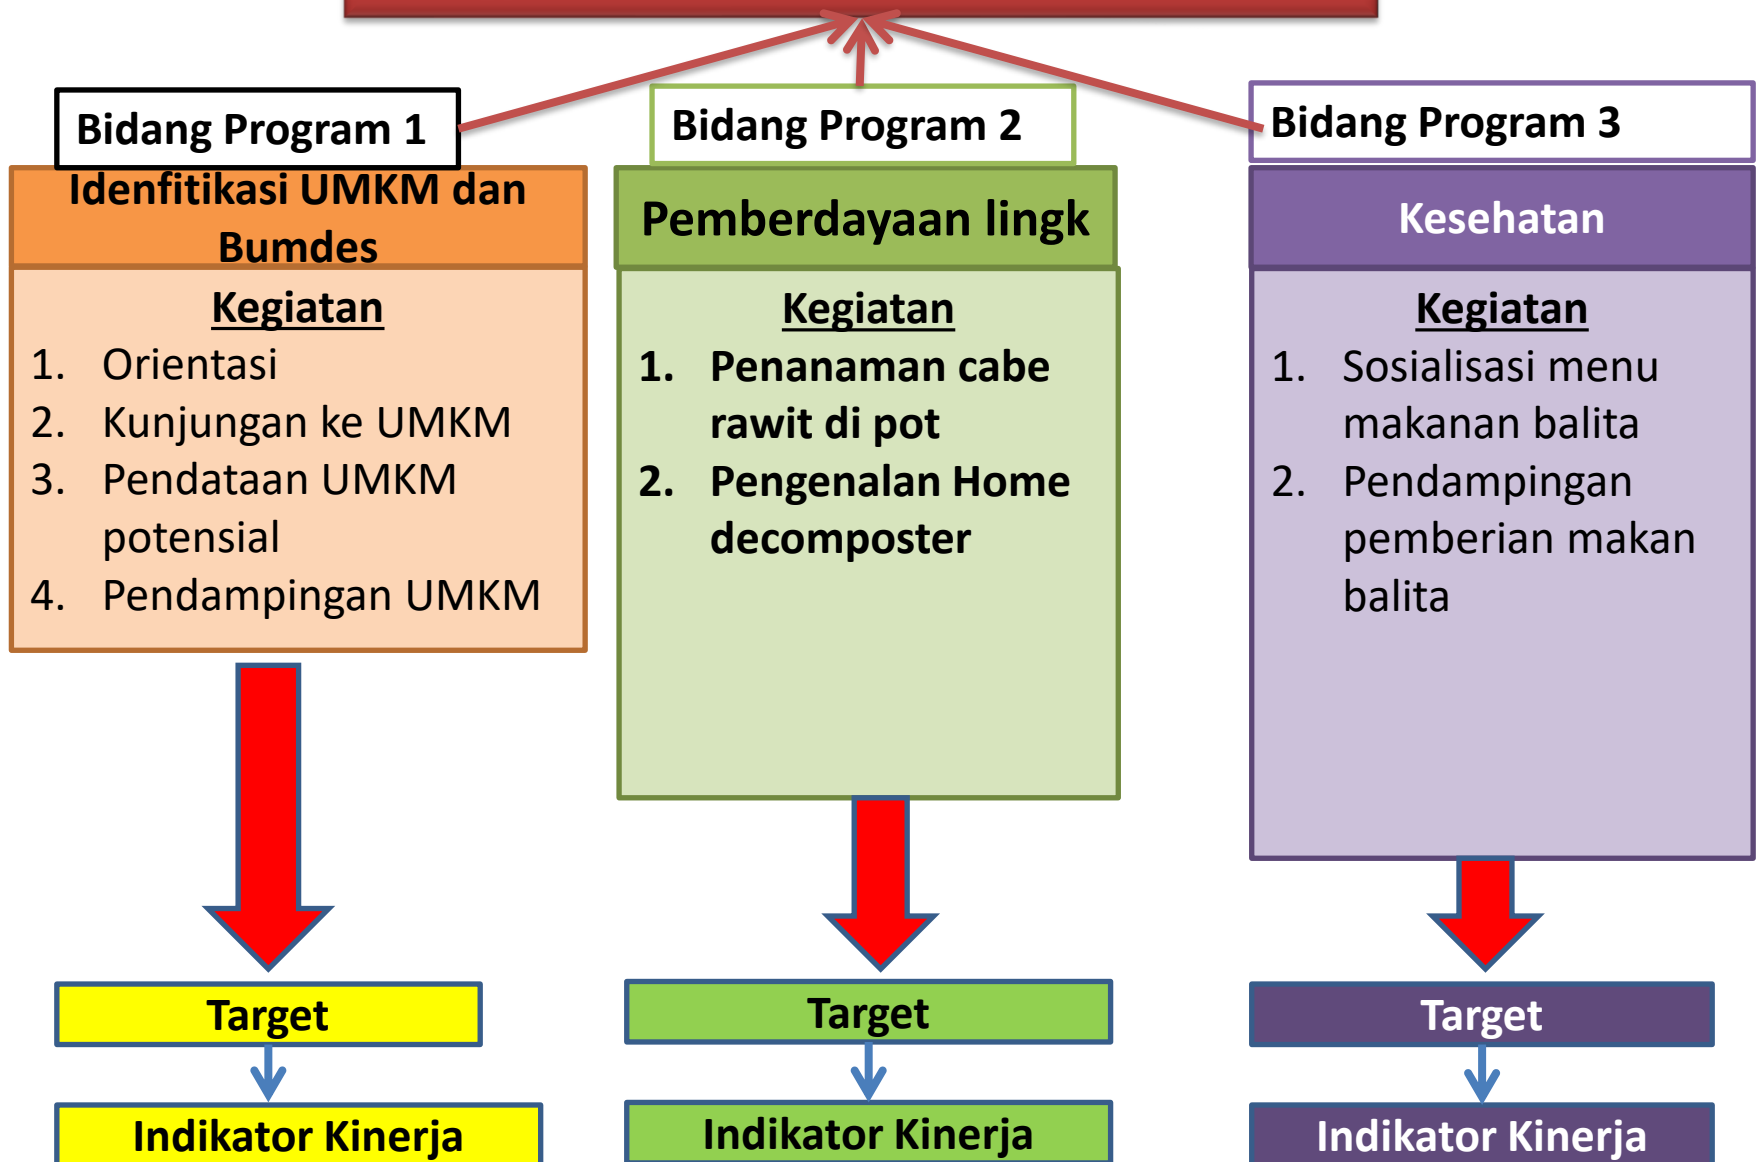 Bidang Program 1
Idenfitikasi UMKM dan
Bumdes
Kegiatan
1. Orientasi
2. Kunjungan ke UMKM
3. Pendataan UMKM
potensial
4. Pendampingan UMKM
Target
Indikator Kinerja
Bidang Program 2
Pemberdayaan lingk
Kegiatan
1. Penanaman cabe
rawit di pot
2. Pengenalan Home
decomposter
Target
Indikator Kinerja
Bidang Program 3
Kesehatan
Kegiatan
1. Sosialisasi menu
makanan balita
2. Pendampingan
pemberian makan
balita
Target
Indikator Kinerja